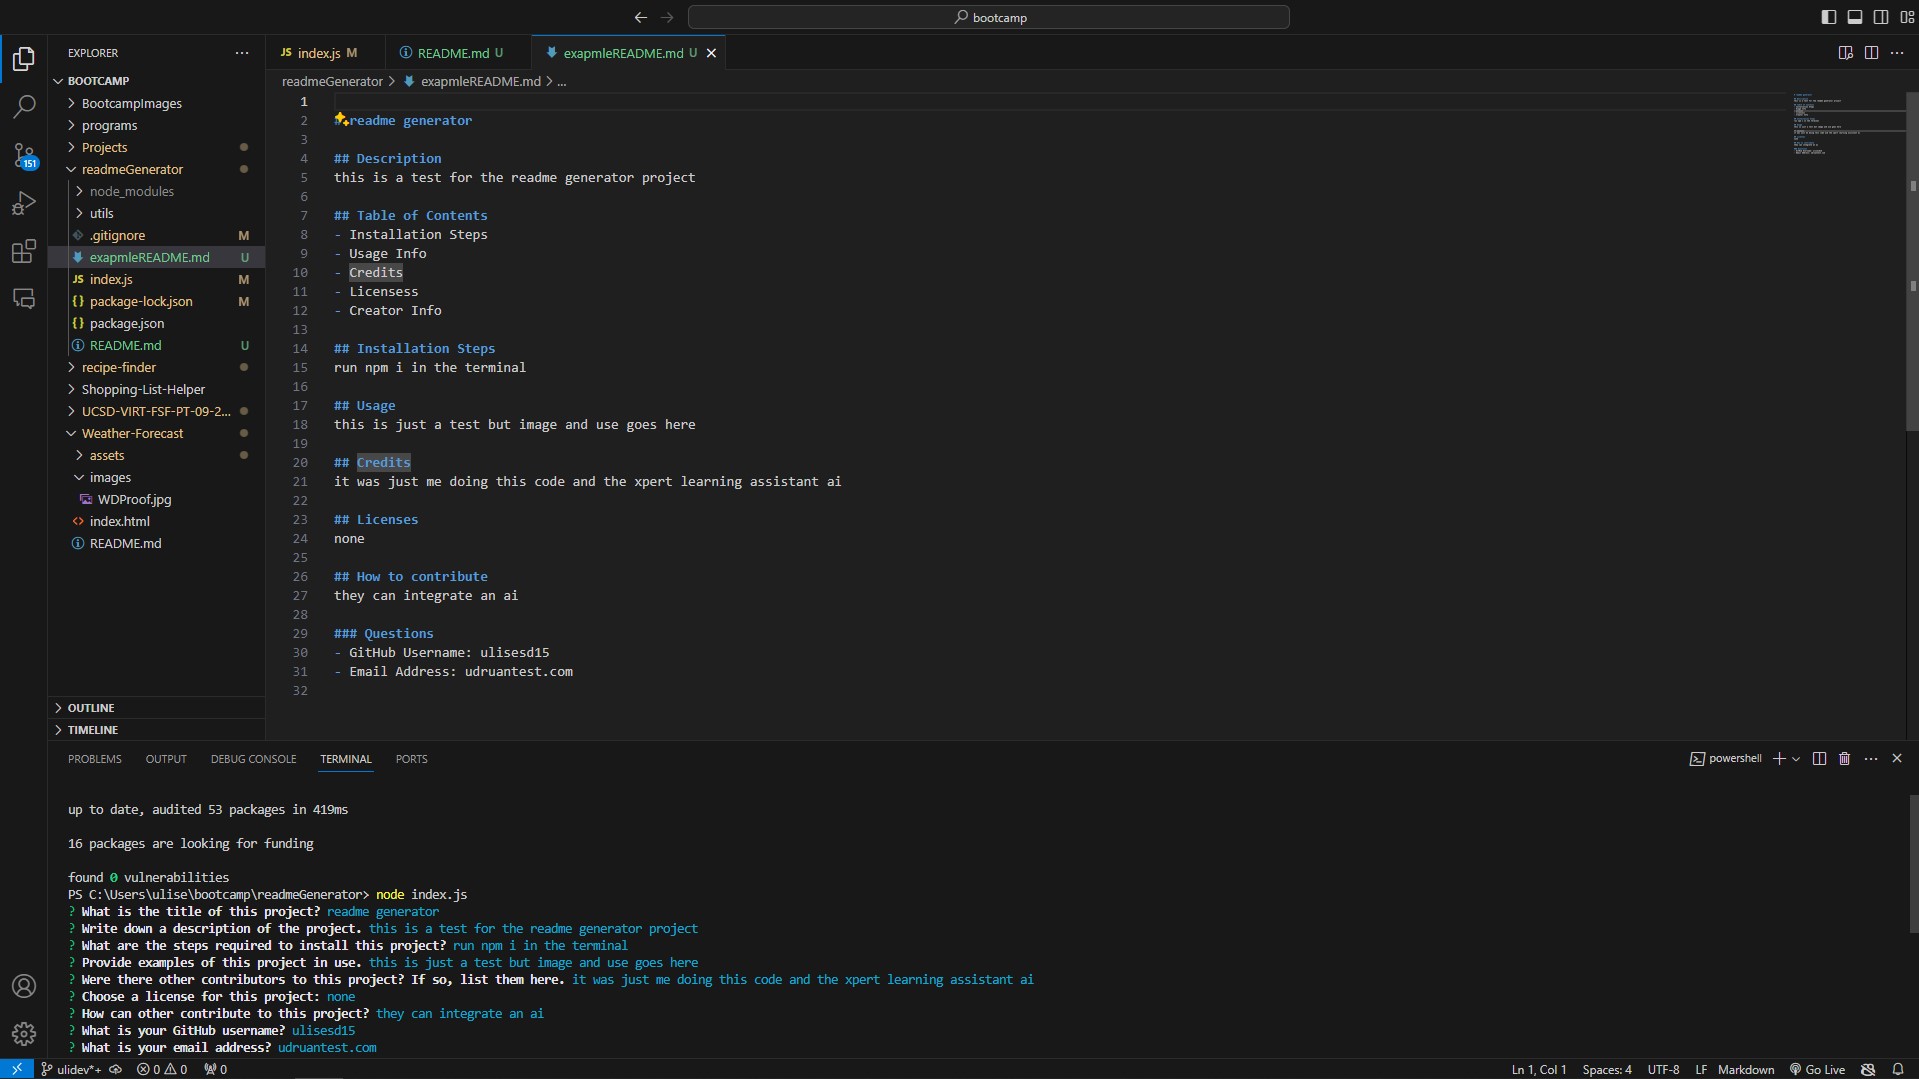 bootcamp
EXPLORER
BOOTCAMP
BootcampImages
programs
Projects
readmeGenerator
node_modules
utils
.gitignore M
exapmleREADME.md U
JS index.js M
{} package-lock.json M
{} package.json
README.md U
recipe-finder
Shopping-List-Helper
UCSD-VIRT-FSF-PT-09-2...
Weather-Forecast
assets
images
WDProof.jpg
<> index.html
README.md
OUTLINE
TIMELINE
151
JS index.js M
README.md U
exapmleREADME.md U
readmeGenerator > exapmleREADME.md > ...
1
2 readme generator
3
4 ## Description
5 this is a test for the readme generator project
6
7 ## Table of Contents
8 - Installation Steps
9 - Usage Info
10 - Credits
11 - Licensess
12 - Creator Info
13
14 ## Installation Steps
15 run npm i in the terminal
16
17 ## Usage
18 this is just a test but image and use goes here
19
20 ## Credits
21 it was just me doing this code and the xpert learning assistant ai
22
23 ## Licenses
24 none
25
26 ## How to contribute
27 they can integrate an ai
28
29 ### Questions
30 - GitHub Username: ulisesd15
31 - Email Address: udruantest.com
32
PROBLEMS OUTPUT DEBUG CONSOLE TERMINAL PORTS
powershell
up to date, audited 53 packages in 419ms
16 packages are looking for funding
found 0 vulnerabilities
PS C:\Users\ulise\bootcamp\readmeGenerator> node index.js
? What is the title of this project? readme generator
? Write down a description of the project. this is a test for the readme generator project
? What are the steps required to install this project? run npm i in the terminal
? Provide examples of this project in use. this is just a test but image and use goes here
? Were there other contributors to this project? If so, list them here. it was just me doing this code and the xpert learning assistant ai
? Choose a license for this project: none
? How can other contribute to this project? they can integrate an ai
? What is your GitHub username? ulisesd15
? What is your email address? udruantest.com
ulidev*+ 0 0 0
Ln 1, Col 1 Spaces: 4 UTF-8 LF Markdown Go Live